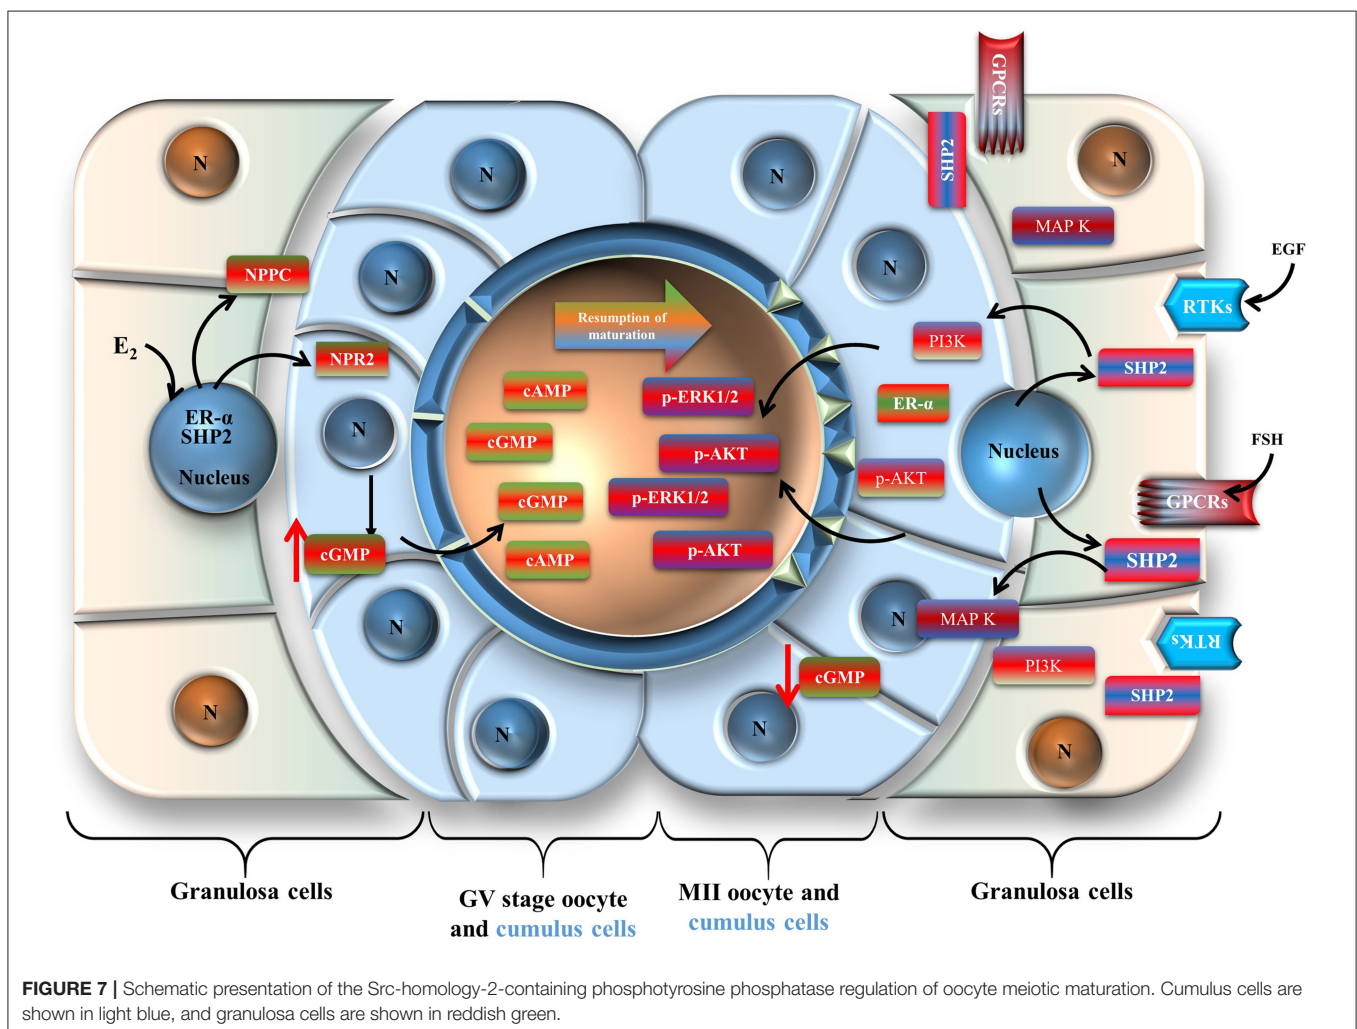 GPCRs
SHP2
N
N
N
N
N
MAP K
EGF
NPPC
N
N
RTKs
E2
NPR2
Resumption of
maturation
PI3K
SHP2
cAMP
p-ERK1/2
ER-α
ER-α
SHP2
Nucleus
N
cGMP
p-AKT
Nucleus
FSH
cGMP
p-ERK1/2
p-AKT
GPCRs
cGMP
cAMP
p-AKT
SHP2
N
N
MAP K
RTKs
cGMP
PI3K
SHP2
N
N
N
N
Granulosa cells
GV stage oocyte
and cumulus cells
MII oocyte and
cumulus cells
Granulosa cells
FIGURE 7 | Schematic presentation of the Src-homology-2-containing phosphotyrosine phosphatase regulation of oocyte meiotic maturation. Cumulus cells are
shown in light blue, and granulosa cells are shown in reddish green.